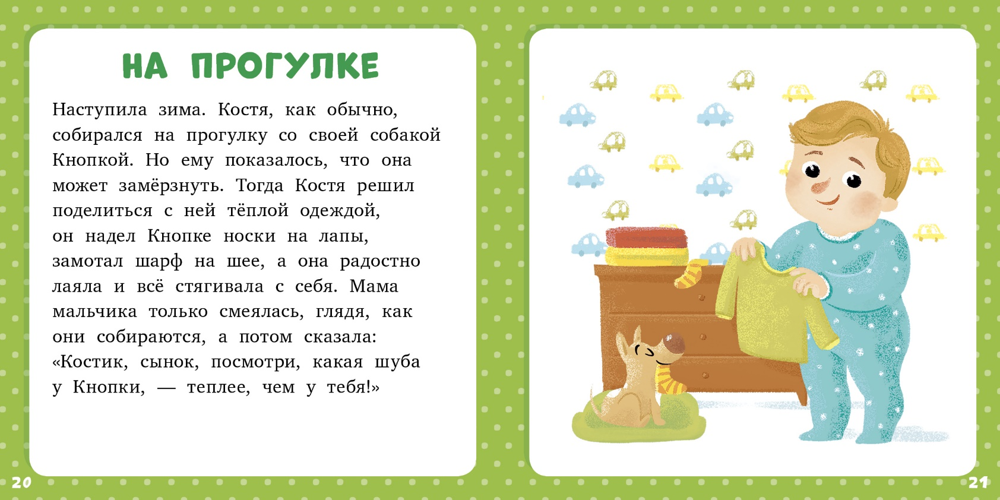 НА ПРОГУЛКЕ
Наступила зима. Костя, как обычно,
собирался на прогулку со своей собакой
Кнопкой. Но ему показалось, что она
может замёрзнуть. Тогда Костя решил
поделиться с ней тёплой одеждой,
он надел Кнопке носки на лапы,
замотал шарф на шее, а она радостно
лаяла и всё стягивала с себя. Мама
мальчика только смеялась, глядя, как
они собираются, а потом сказала:
«Костик, сынок, посмотри, какая шуба
у Кнопки, — теплее, чем у тебя!»
20
21